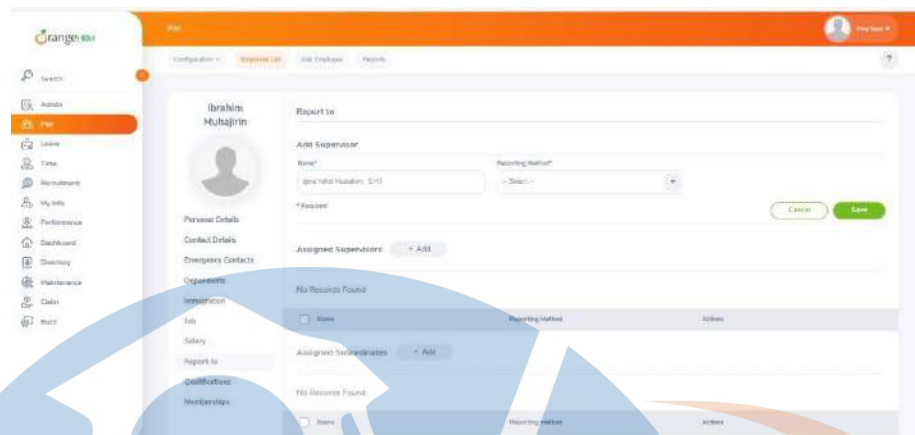 OrangeHRM
PIM
Configuration
Employee List
Add Employee
Reports
?
Search
Admin
PIM
Leave
Time
Recruitment
My Info
Performance
Dashboard
Directory
Maintenance
Claim
Buzz
Ibrahim
Muhajirin
Personal Details
Contact Details
Emergency Contacts
Dependents
Immigration
Job
Salary
Report to
Qualifications
Memberships
Report to
Add Supervisor
Name*
Reporting Method*
-- Select --
* Required
Cancel
Save
Assigned Supervisors
+ Add
No Records Found
Name
Reporting Method
Actions
Assigned Subordinates
+ Add
No Records Found
Name
Reporting Method
Actions